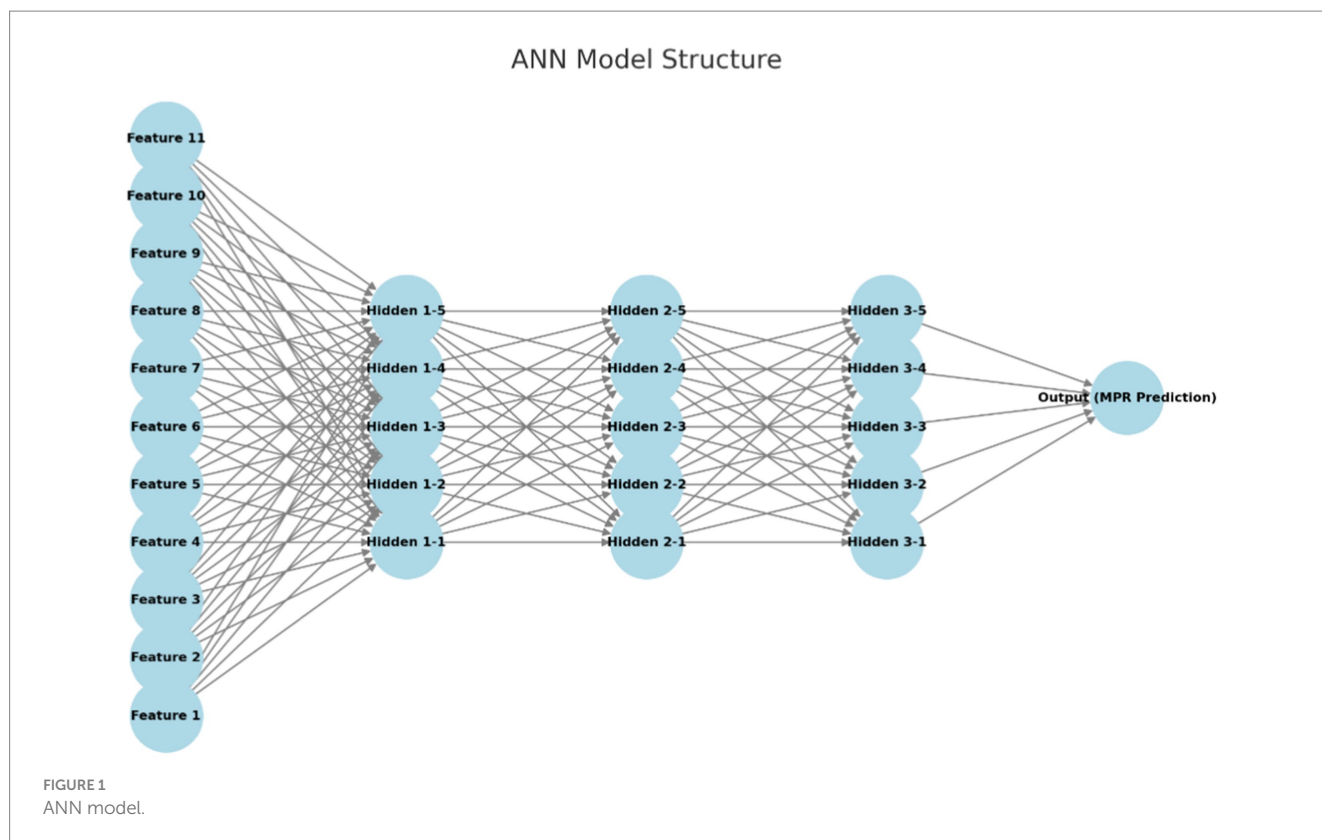 ANN Model Structure
Feature 11
Feature 10
Feature 9
Feature 8
Feature 7
Feature 6
Feature 5
Feature 4
Feature 3
Feature 2
Feature 1
Hidden 1-5
Hidden 1-4
Hidden 1-3
Hidden 1-2
Hidden 1-1
Hidden 2-5
Hidden 2-4
Hidden 2-3
Hidden 2-2
Hidden 2-1
Hidden 3-5
Hidden 3-4
Hidden 3-3
Hidden 3-2
Hidden 3-1
Output (MPR Prediction)
FIGURE 1
ANN model.